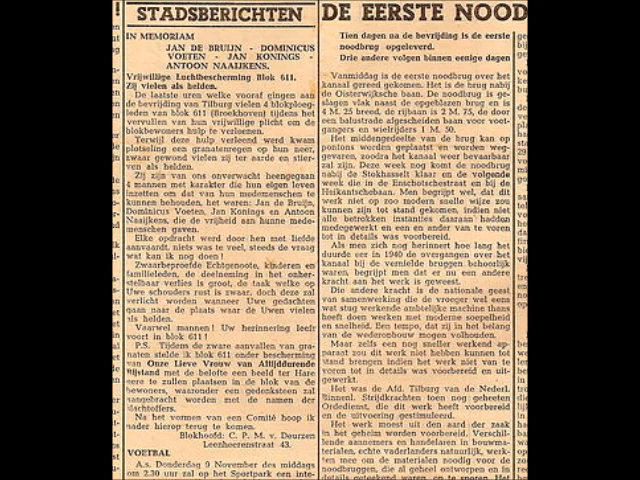 STADSBERICHTEN
IN MEMORIAM
JAN DE BRUIJN - DOMINICUS
VOETEN - JAN KONINGS -
ANTOON NAAIJKENS.
Vrijwillige Luchtbescherming Blok 611.
Zij vielen als helden.
De laatste uren welke vooraf gingen aan
de bevrijding van Tilburg vielen 4 blokploeg-
leden van blok 611 (Broekhoven) tijdens het
vervullen van hun vrijwillige plicht om de
blokbewoners hulp te verleenen.
Terwijl deze hulp verleend werd kwam
plotseling een granatenregen op hun neer,
zwaar gewond vielen zij ter aarde en stier-
ven als helden.
Zij zijn van ons onverwacht heengegaan
4 mannen met karakter die hun eigen leven
inzetten om dat van hun medemenschen te
kunnen behouden, het waren: Jan de Bruijn,
Dominicus Voeten, Jan Konings en Antoon
Naaijkens, die de vrijheid aan hunne mede-
menschen gaven.
Elke opdracht werd door hen met liefde
aanvaardt, niets was te veel, steeds de vraag
wat kan ik nog doen!
Zwaarbeproefde Echtgenoote, kinderen en
familieleden, de deelneming in het onher-
stelbaar verlies is groot, de taak welke op
Uwe schouders rust is zwaar, doch deze zal
verlicht worden wanneer Uwe gedachten
gaan naar de plaats waar de Uwen vielen
als helden.
Vaarwel mannen! Uw herinnering leeft
voort in blok 611!
P.S. Tijdens de zware aanvallen van gra-
naten stelde ik blok 611 onder bescherming
van Onze Lieve Vrouw van Altijddurende
Bijstand met de belofte een beeld ter Hare
eere te zullen plaatsen in de blok van de
bewoners, waaronder een gedenksteen zal
aangebracht worden met de namen der
slachtoffers.
Na het vormen van een Comité hoop ik
nader hierop terug te komen.
Blokhoofd: C. P. M. v. Deurzen
Leenherenstraat 43.
VOETBAL
A.s. Donderdag 9 November des middags
om 2.30 uur zal op het Sportpark een inte-
DE EERSTE NOOD
Tien dagen na de bevrijding is de eerste
noodbrug opgeleverd.
Drie andere volgen binnen eenige dagen
Vanmiddag is de eerste noodbrug over het
kanaal gereed gekomen. Het is de brug nabij
de Oisterwijksche baan. De noodbrug is ge-
slagen vlak naast de opgeblazen brug en is
4 M. 25 breed, de rijbaan is 2 M. 75, de door
een balustrade afgescheiden baan voor voet-
gangers en wielrijders 1 M. 50.
Het middengedeelte van de brug kan op
pontons worden geplaatst en worden weg-
gevaren, zoodra het kanaal weer bevaarbaar
zal zijn. Deze week nog komt de noodbrug
nabij de Stokhasselt klaar en de volgende
week die in de Enschotschestraat en bij de
Heikantschebaan. Men begrijpt wel, dat dit
werk niet op zoo modern snelle wijze zou
kunnen zijn tot stand gekomen, indien niet
alle betrokken instanties daaraan hadden
medegewerkt en een en ander van te voren
tot in details was voorbereid.
Als men zich nog herinnert hoe lang het
duurde eer in 1940 de overgangen over het
kanaal bij de vernielde bruggen behoorlijk
waren, begrijpt men dat er nu een andere
kracht aan het werk is geweest.
Die andere kracht is de nationale geest
van samenwerking die de vroeger wel eens
wat stug werkende ambtelijke machine thans
heeft doen werken met moderne soepelheid
en snelheid. Een tempo, dat zij in het belang
van de wederopbouw mogen volhouden.
Maar zelfs een nog sneller werkend ap-
paraat zou dit werk niet hebben kunnen tot
stand brengen indien het werk niet van te
voren tot in details was voorbereid en uit-
gewerkt.
Het was de Afd. Tilburg van de Nederl.
Binnenl. Strijdkrachten toen nog geheeten
Ordedienst, die dit werk heeft voorbereid
en de uitvoering gestimuleerd.
Het werk moest uit den aard der zaak
in het geheim worden voorbereid. Verschil-
lende aannemers en handelaren in bouwma-
terialen, echte vaderlanders natuurlijk, werk-
ten mee om de materialen noodig voor de
noodbruggen, die al geheel ontworpen en in